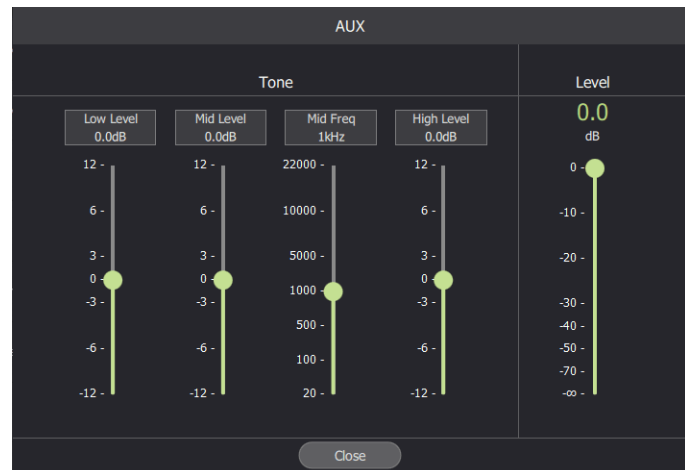 AUX
Tone
Level
Low Level
0.0dB
Mid Level
0.0dB
Mid Freq
1kHz
High Level
0.0dB
0.0
dB
12 -
6 -
3 -
0 -
-3 -
-6 -
-12 -
12 -
6 -
3 -
0 -
-3 -
-6 -
-12 -
22000 -
10000 -
5000 -
1000 -
500 -
100 -
20 -
12 -
6 -
3 -
0 -
-3 -
-6 -
-12 -
0 -
-10 -
-20 -
-30 -
-40 -
-50 -
-70 -
-∞ -
Close